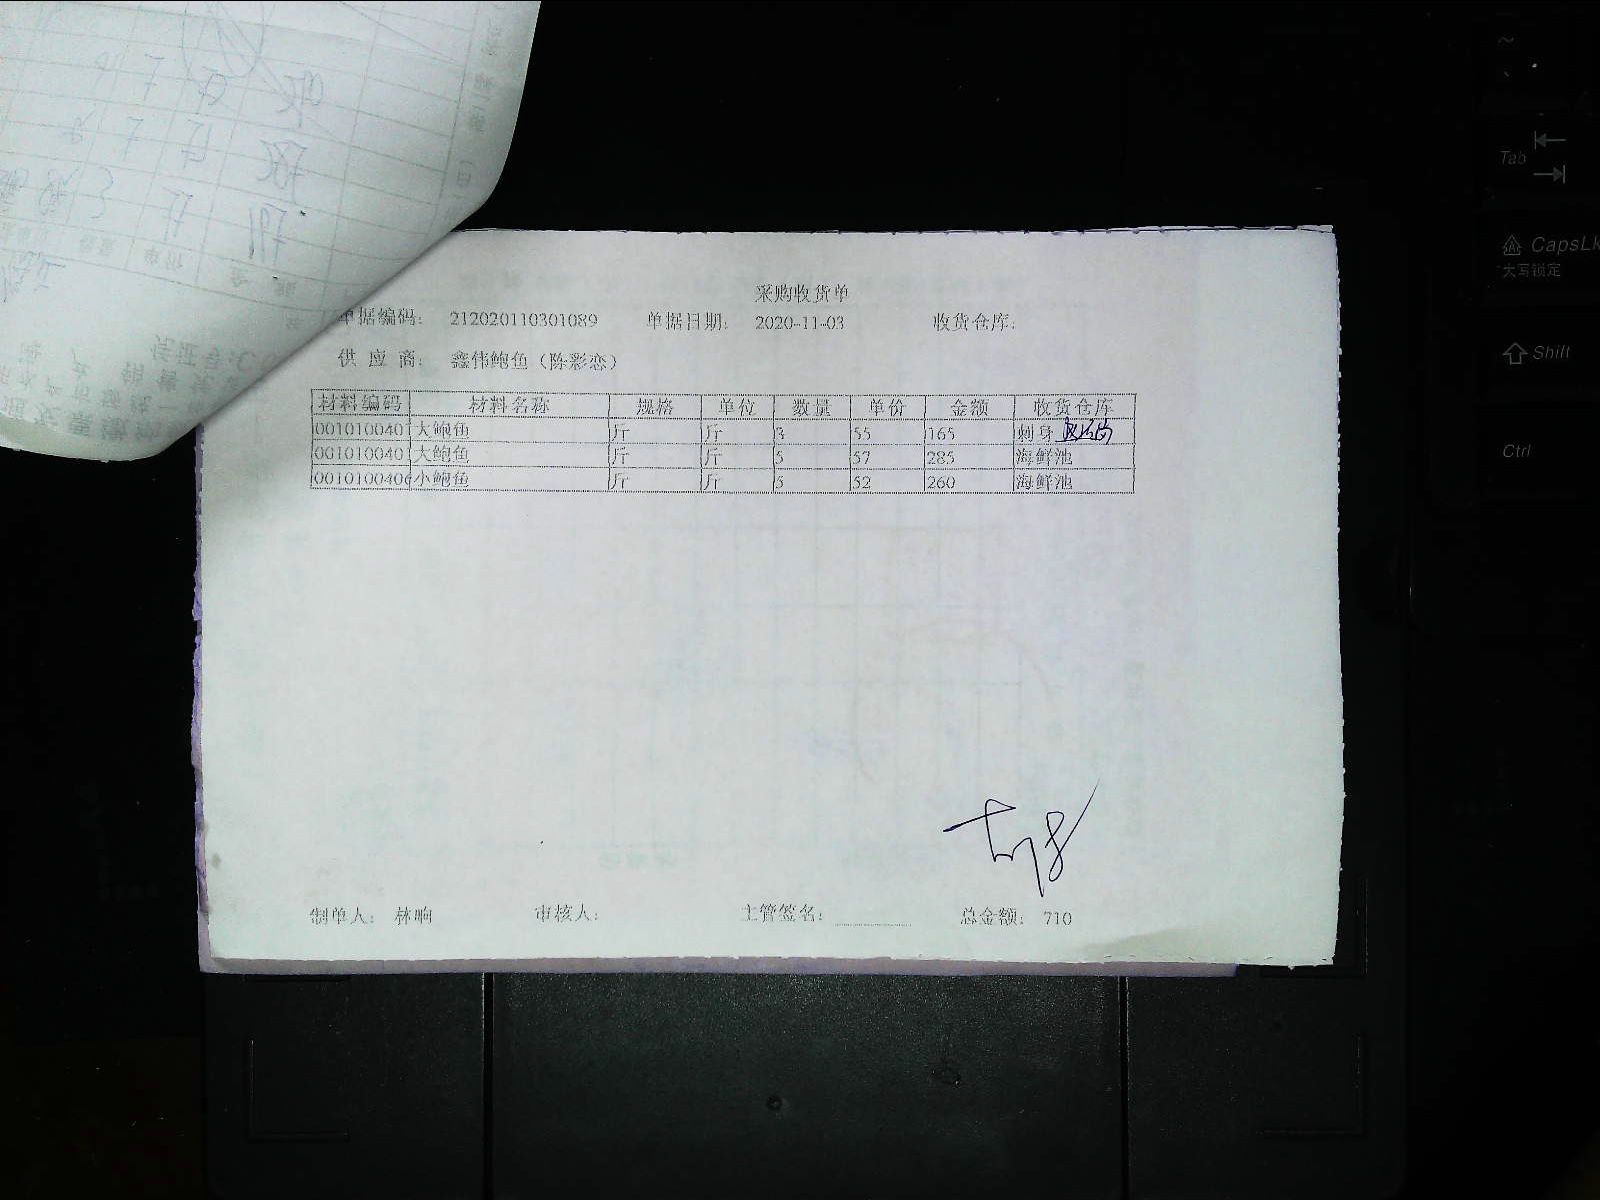 采购收货单
单据编码： 212020110301089 单据日期： 2020-11-03 收货仓库：
供 应 商： 鑫伟鲍鱼（陈彩恋）
材料编码 材料名称 规格 单位 数量 单价 金额 收货仓库
001010040 大鲍鱼 斤 斤 3 55 165 刺身
001010040 大鲍鱼 斤 斤 5 57 285 海鲜池
001010040 小鲍鱼 斤 斤 5 52 260 海鲜池
制单人： 林晌 审核人： 主管签名： 总金额： 710
Tab
CapsLk
大写锁定
Shift
Ctrl